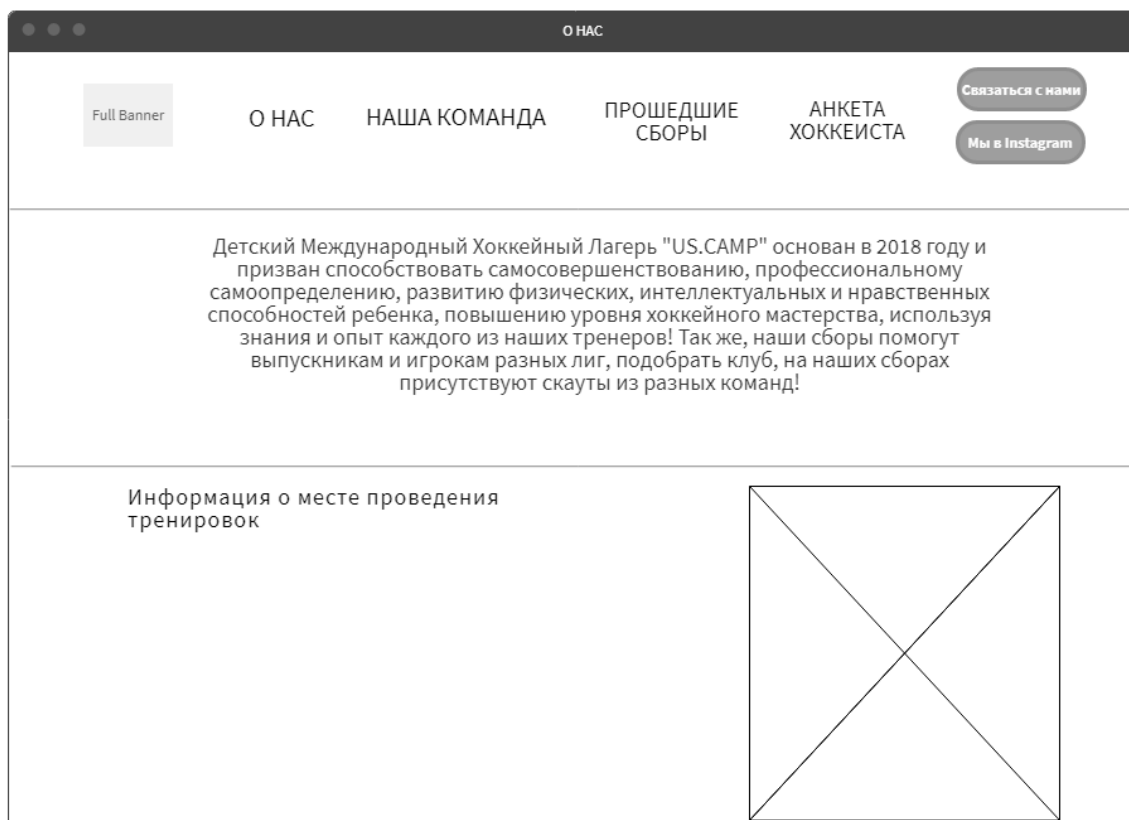 О НАС
Full Banner
О НАС
НАША КОМАНДА
ПРОШЕДШИЕ
СБОРЫ
АНКЕТА
ХОККЕИСТА
Связаться с нами
Мы в Instagram
Детский Международный Хоккейный Лагерь "US.CAMP" основан в 2018 году и
призван способствовать самосовершенствованию, профессиональному
самоопределению, развитию физических, интеллектуальных и нравственных
способностей ребенка, повышению уровня хоккейного мастерства, используя
знания и опыт каждого из наших тренеров! Так же, наши сборы помогут
выпускникам и игрокам разных лиг, подобрать клуб, на наших сборах
присутствуют скауты из разных команд!
Информация о месте проведения
тренировок